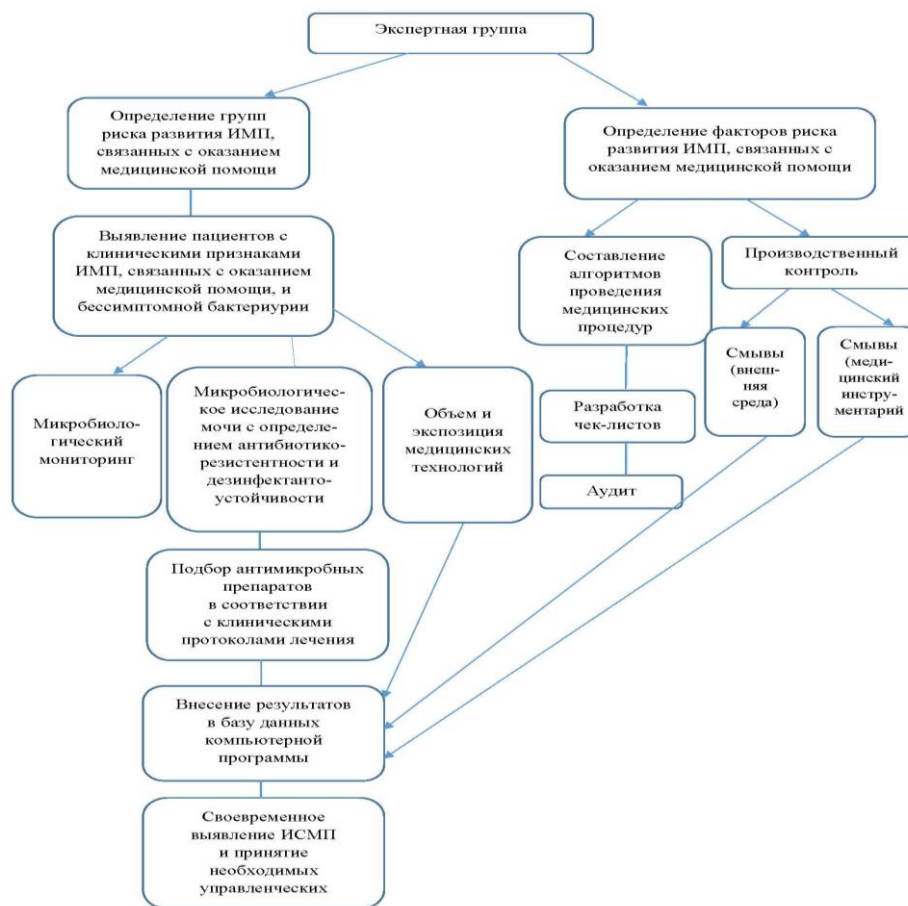 Экспертная группа
Определение групп
риска развития ИМП,
связанных с оказанием
медицинской помощи
Определение факторов риска
развития ИМП, связанных с
оказанием медицинской помощи
Выявление пациентов с
клиническими признаками
ИМП, связанных с оказанием
медицинской помощи, и
бессимптомной бактериурии
Составление
алгоритмов
проведения
медицинских
процедур
Производственный
контроль
Микробиоло-
гический
мониторинг
Микробиологичес-
кое исследование
мочи с определе-
нием антибиотико-
резистентности и
дезинфектанто-
устойчивости
Объем и
экспозиция
медицинских
технологий
Разработка
чек-листов
Смывы
(внеш-
няя
среда)
Смывы
(меди-
цинский
инстру-
ментарий)
Аудит
Подбор антимикробных
препаратов
в соответствии
с клиническими
протоколами лечения
Внесение результатов
в базу данных
компьютерной
программы
Своевременное
выявление ИСМП
и принятие
необходимых
управленческих